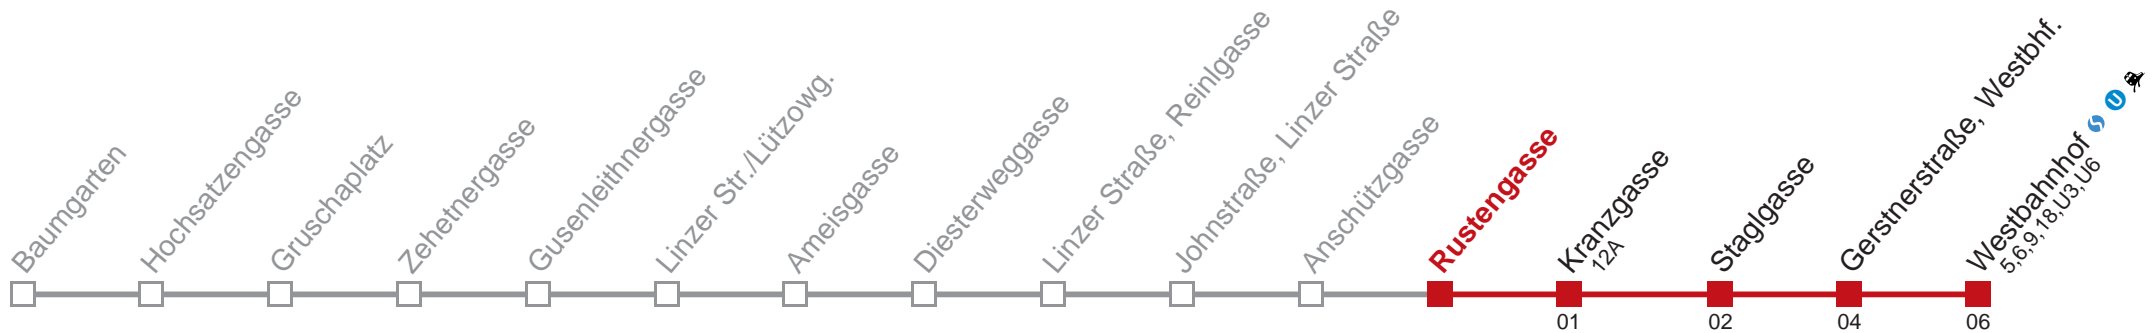 Baumgarten
Hochsatzengasse
Gruschaplatz
Zehetnergasse
Gusenleithnergasse
Linzer Str./Lützowg.
Ameisgasse
Diesterweggasse
Linzer Straße, Reinlgasse
Johnstraße, Linzer Straße
Anschützgasse
Rustengasse
Kranzgasse
12A
Staglgasse
Gerstnerstraße, Westbhf.
Westbahnhof S U
5,6,9,18,U3,U6
01
02
04
06